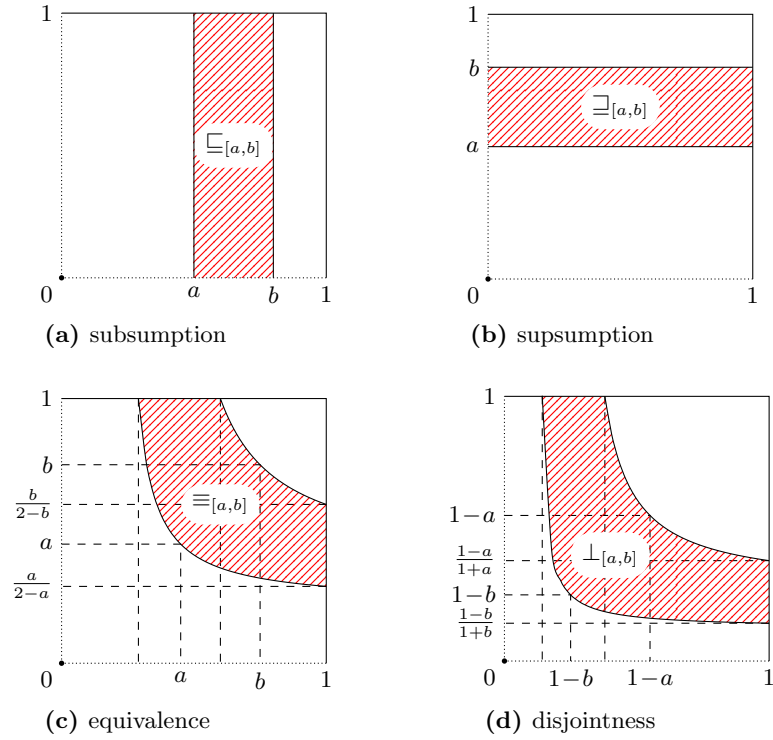 1
⊑[a,b]
0
a
b
1
(a) subsumption
1
b
⊒[a,b]
a
0
1
(b) supsumption
1
b
b/2−b
≡[a,b]
a
a/2−a
0
a
b
1
(c) equivalence
1
1−a
1−a/1+a
⊥[a,b]
1−b
1−b/1+b
0
1−b
1−a
1
(d) disjointness